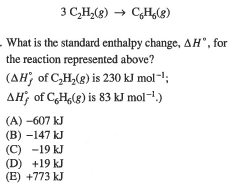 3 C₂H₂(g) → C₆H₆(g)
. What is the standard enthalpy change, ΔH°, for
the reaction represented above?
(ΔH°f of C₂H₂(g) is 230 kJ mol⁻¹;
ΔH°f of C₆H₆(g) is 83 kJ mol⁻¹.)
(A) −607 kJ
(B) −147 kJ
(C) −19 kJ
(D) +19 kJ
(E) +773 kJ